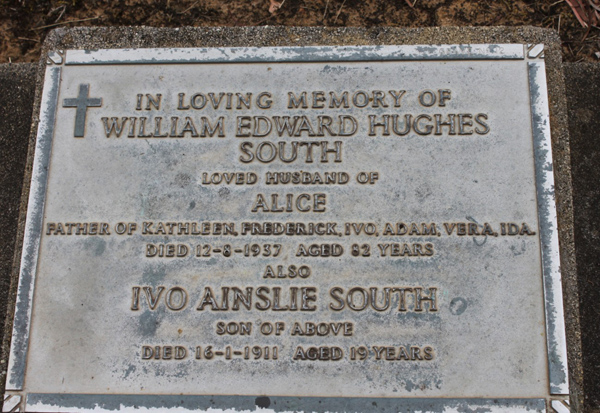 IN LOVING MEMORY OF
WILLIAM EDWARD HUGHES
SOUTH
LOVED HUSBAND OF
ALICE
FATHER OF KATHLEEN, FREDERICK, IVO, ADAM, VERA, IDA.
DIED 12-8-1937 AGED 82 YEARS
ALSO
IVO AINSLIE SOUTH
SON OF ABOVE
DIED 16-1-1911 AGED 19 YEARS